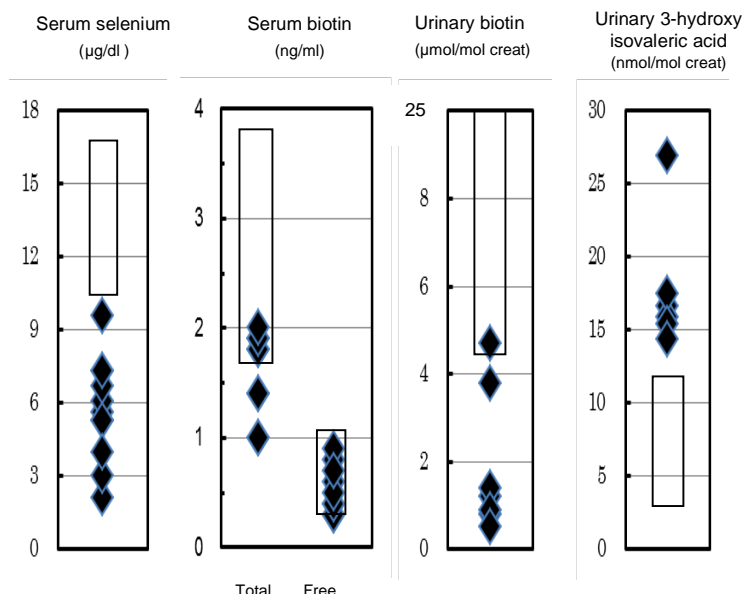 Serum selenium
(µg/dl )
Serum biotin
(ng/ml)
Urinary biotin
(µmol/mol creat)
Urinary 3-hydroxy
isovaleric acid
(nmol/mol creat)
18
15
12
9
6
3
0
4
3
2
1
0
Total Free
25
8
6
4
2
0
30
25
20
15
10
5
0